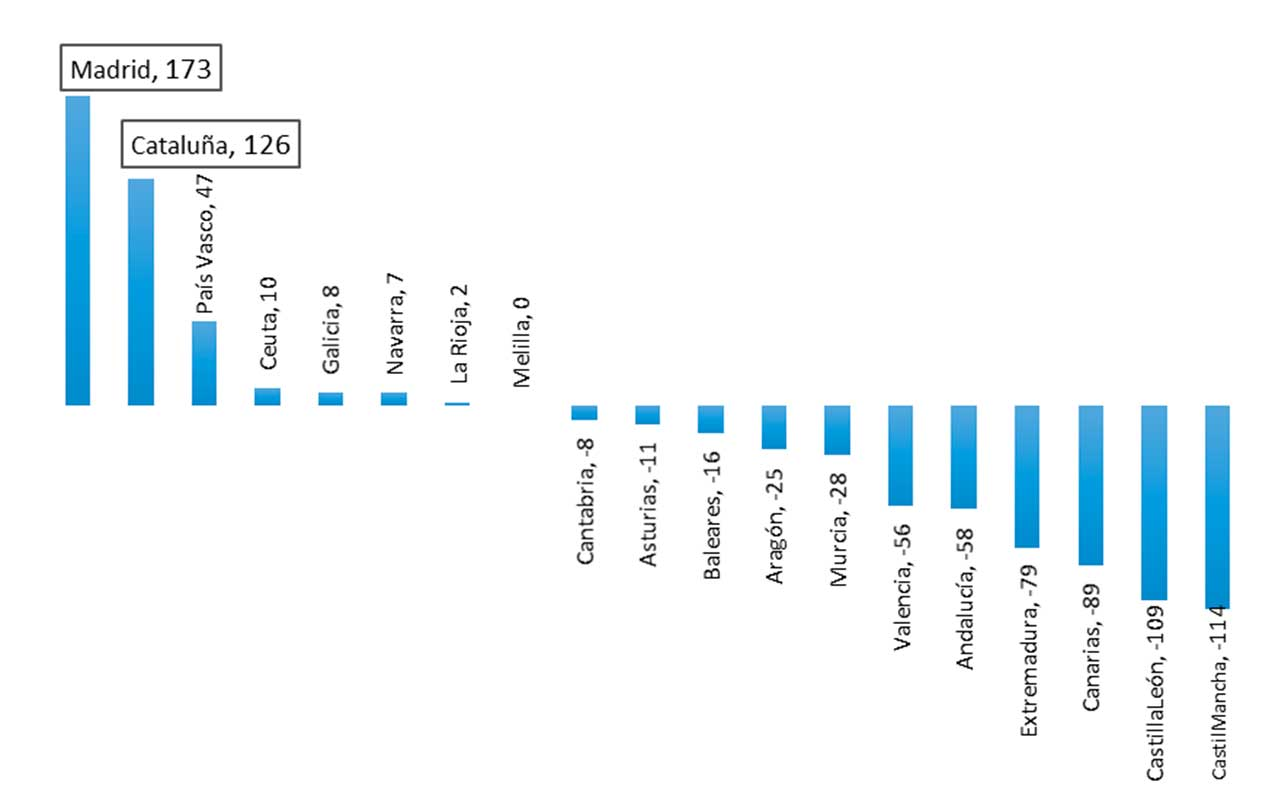 Madrid, 173
Cataluña, 126
País Vasco, 47
Ceuta, 10
Galicia, 8
Navarra, 7
La Rioja, 2
Melilla, 0
Cantabria, -8
Asturias, -11
Baleares, -16
Aragón, -25
Murcia, -28
Valencia, -56
Andalucía, -58
Extremadura, -79
Canarias, -89
CastillaLeón, -109
CastilMancha, -114